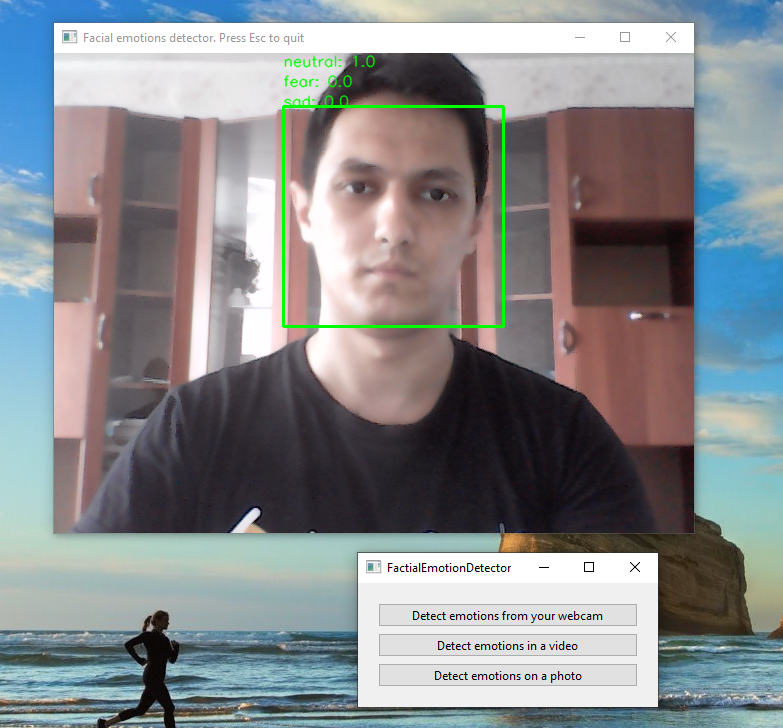 Facial emotions detector. Press Esc to quit
neutral: 1.0
fear: 0.0
sad: 0.0
FactialEmotionDetector
Detect emotions from your webcam
Detect emotions in a video
Detect emotions on a photo